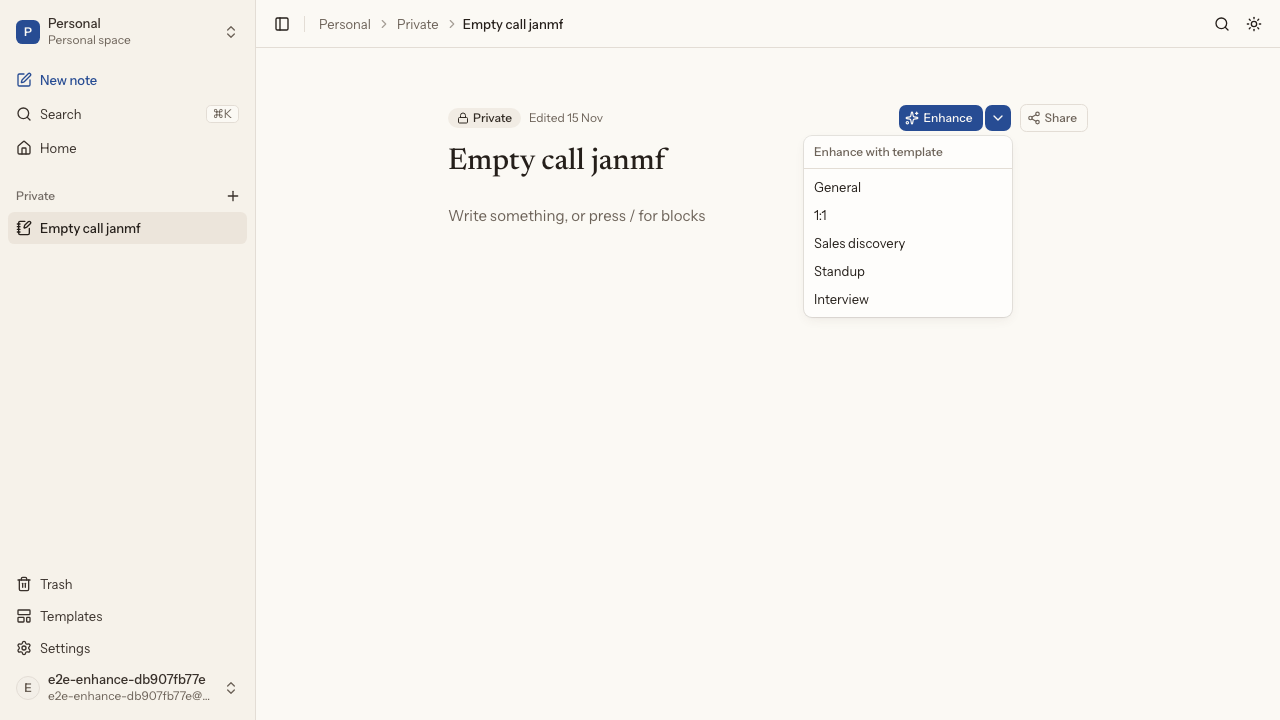 P
Personal
Personal space
New note
Search
⌘K
Home
Private
Empty call janmf
Trash
Templates
Settings
E
e2e-enhance-db907fb77e
e2e-enhance-db907fb77e@...
Personal
Private
Empty call janmf
Private
Edited 15 Nov
Enhance
Share
Empty call janmf
Write something, or press / for blocks
Enhance with template
General
1:1
Sales discovery
Standup
Interview